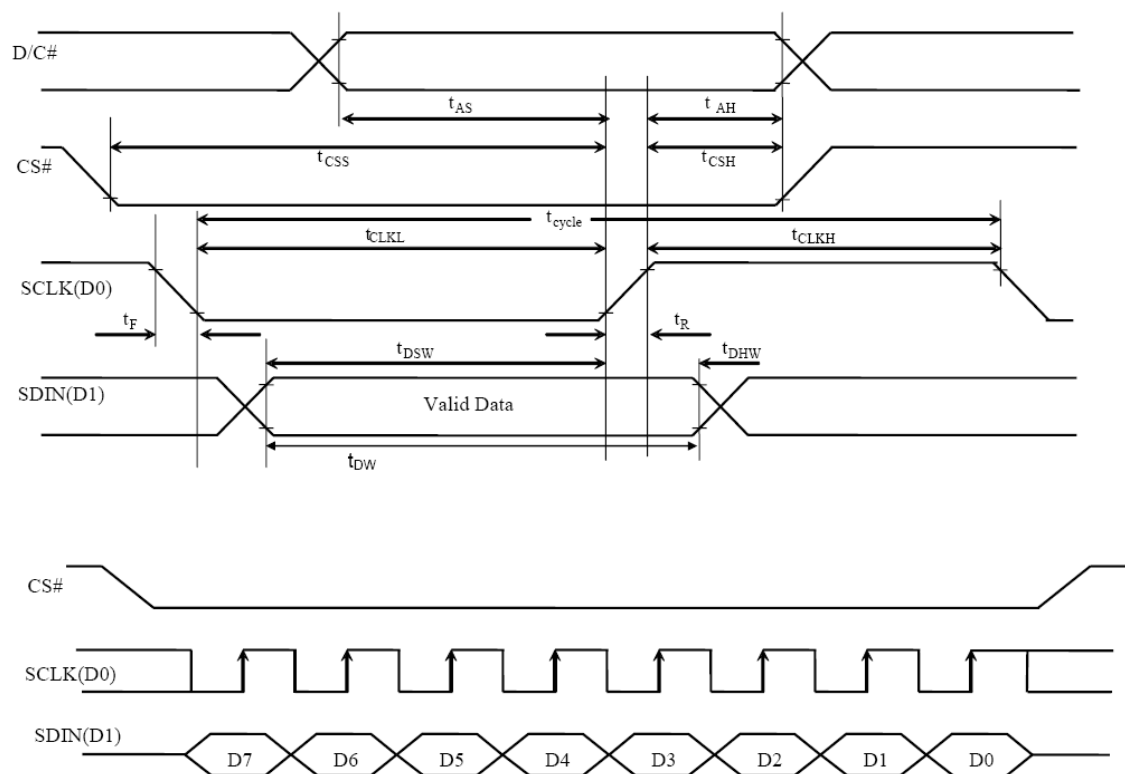 D/C#
tAS
t AH
CS#
tCSS
tCSH
tcycle
tCLKL
tCLKH
SCLK(D0)
tF
tR
tDSW
tDHW
SDIN(D1)
Valid Data
tDW
CS#
SCLK(D0)
SDIN(D1)
D7 D6 D5 D4 D3 D2 D1 D0